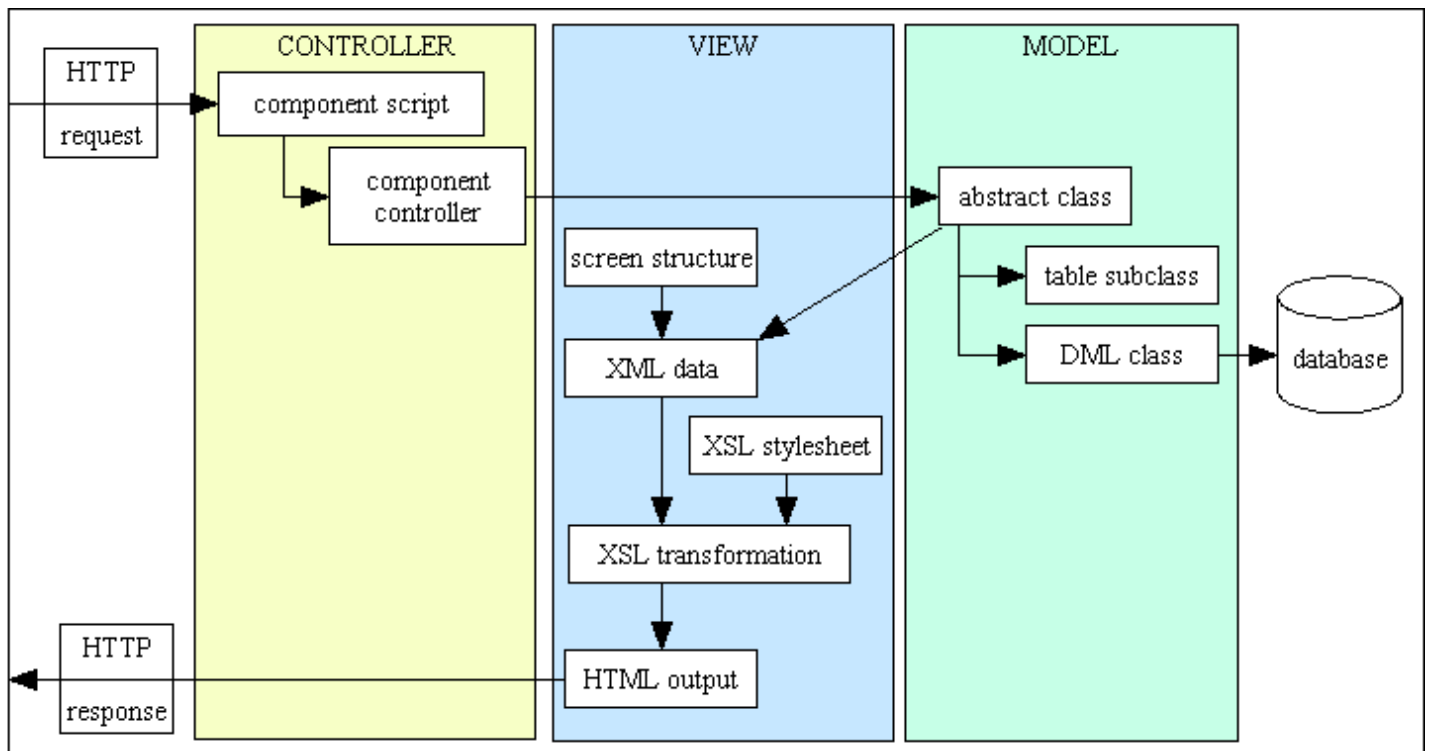 CONTROLLER
VIEW
MODEL
HTTP
request
component script
component
controller
abstract class
screen structure
table subclass
XML data
DML class
database
XSL stylesheet
XSL transformation
HTTP
response
HTML output